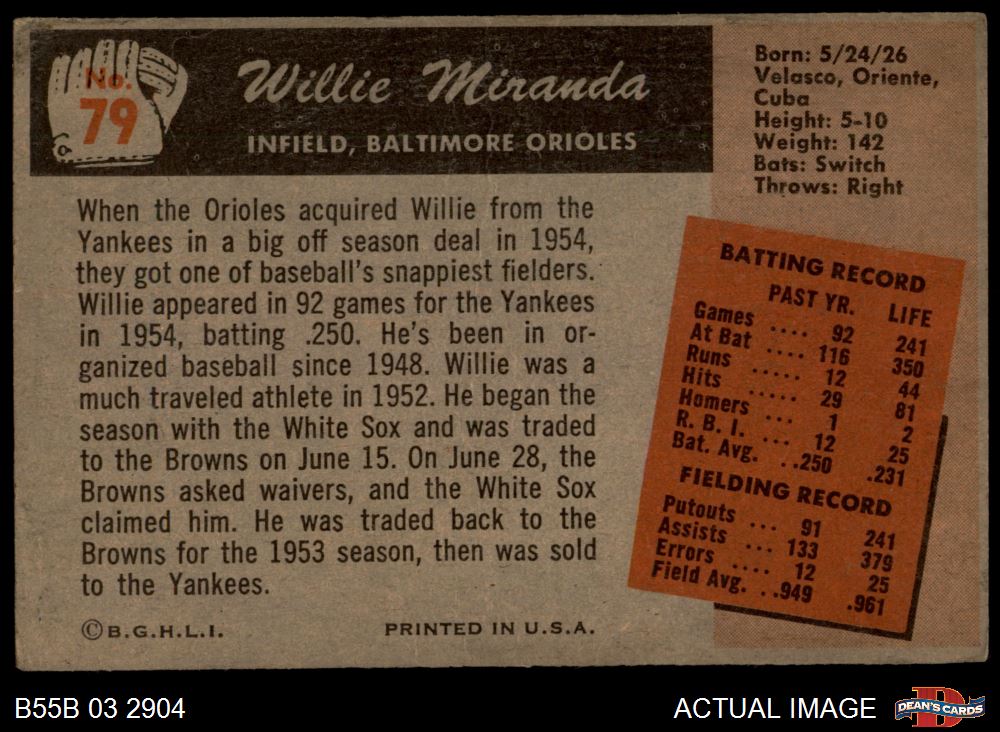 No.
79
Willie Miranda
INFIELD, BALTIMORE ORIOLES
Born: 5/24/26
Velasco, Oriente,
Cuba
Height: 5-10
Weight: 142
Bats: Switch
Throws: Right
When the Orioles acquired Willie from the
Yankees in a big off season deal in 1954,
they got one of baseball's snappiest fielders.
Willie appeared in 92 games for the Yankees
in 1954, batting .250. He's been in or-
ganized baseball since 1948. Willie was a
much traveled athlete in 1952. He began the
season with the White Sox and was traded
to the Browns on June 15. On June 28, the
Browns asked waivers, and the White Sox
claimed him. He was traded back to the
Browns for the 1953 season, then was sold
to the Yankees.
©B.G.H.L.I. PRINTED IN U.S.A.
BATTING RECORD
PAST YR. LIFE
Games .... 92 241
At Bat .... 116 350
Runs ..... 12 44
Hits ..... 29 81
Homers ... 1 2
R. B. I. ... 12 25
Bat. Avg. ..250 .231
FIELDING RECORD
Putouts ... 91 241
Assists ... 133 379
Errors .... 12 25
Field Avg. ..949 .961
B55B 03 2904 ACTUAL IMAGE D DEAN'S CARDS